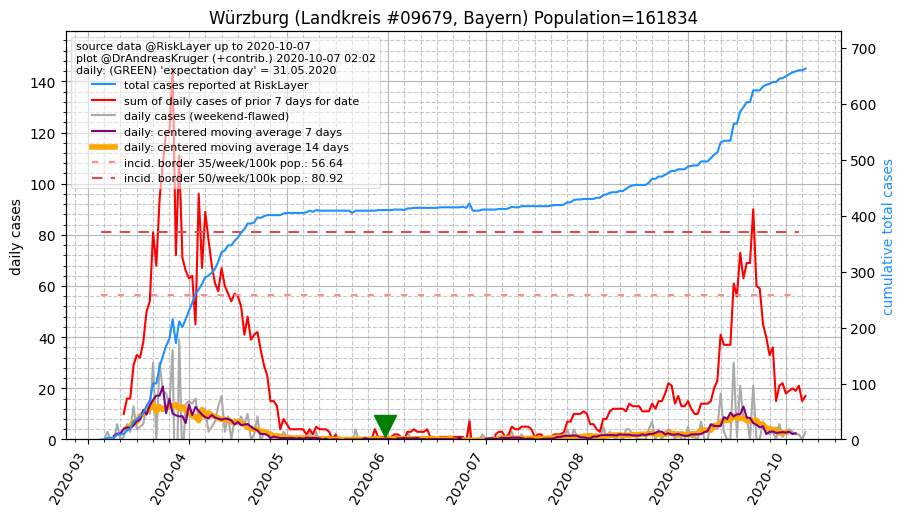 Würzburg (Landkreis #09679, Bayern) Population=161834
source data @RiskLayer up to 2020-10-07
plot @DrAndreasKruger (+contrib.) 2020-10-07 02:02
daily: (GREEN) 'expectation day' = 31.05.2020
total cases reported at RiskLayer
sum of daily cases of prior 7 days for date
daily cases (weekend-flawed)
daily: centered moving average 7 days
daily: centered moving average 14 days
incid. border 35/week/100k pop.: 56.64
incid. border 50/week/100k pop.: 80.92
daily cases
140
120
100
80
60
40
20
0
700
600
500
400
300
200
100
0
cumulative total cases
2020-03
2020-04
2020-05
2020-06
2020-07
2020-08
2020-09
2020-10